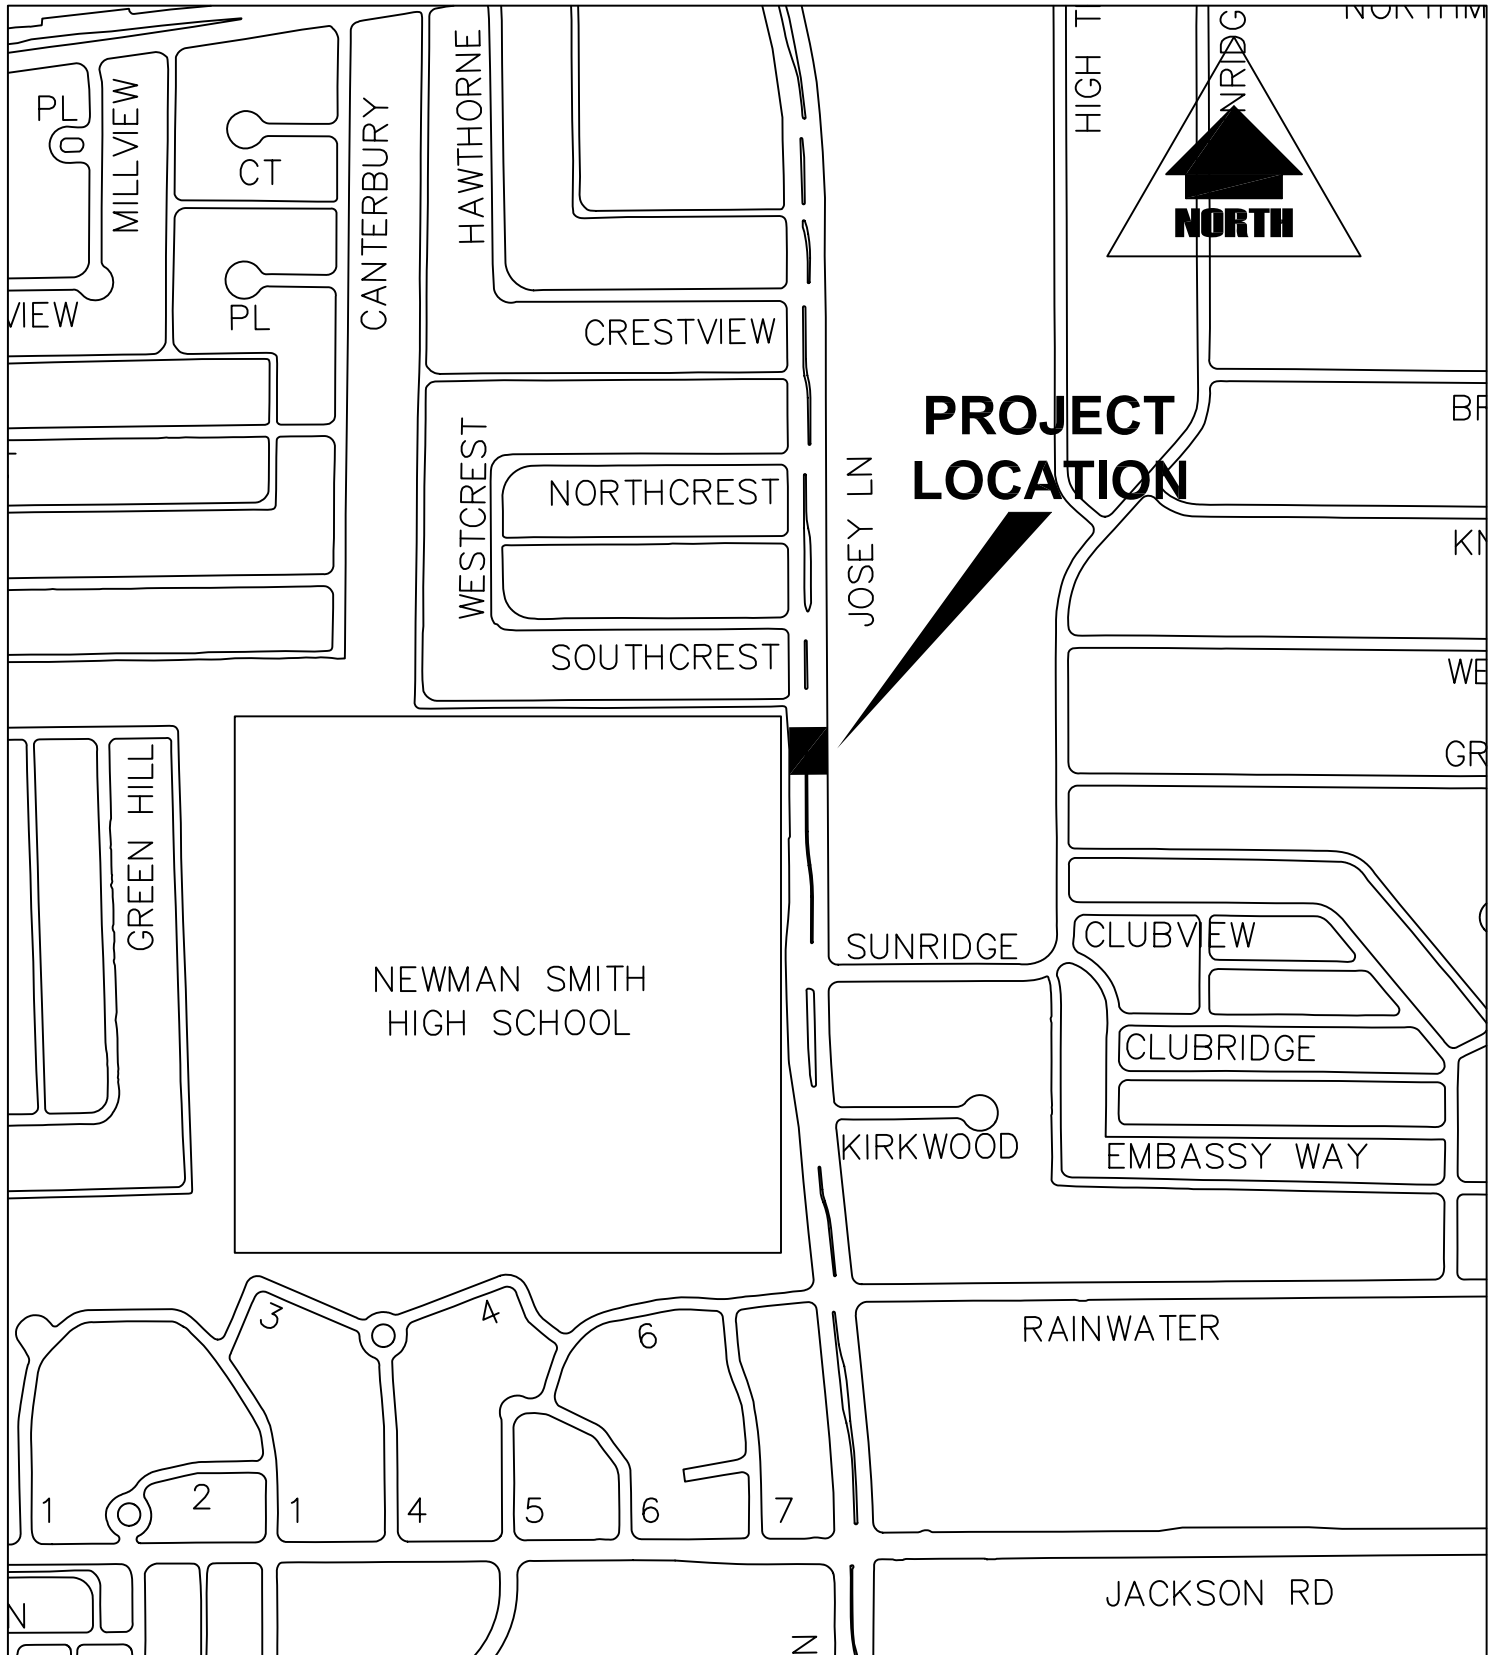 PL
MILLVIEW
CT
CANTERBURY
HAWTHORNE
HIGH
NORTH
VIEW
PL
CRESTVIEW
PROJECT
LOCATION
WESTCREST
NORTHCREST
JOSEY LN
SOUTHCREST
GREEN HILL
SUNRIDGE
CLUBVIEW
NEWMAN SMITH
HIGH SCHOOL
CLUBRIDGE
KIRKWOOD
EMBASSY WAY
3
4
6
RAINWATER
1
2
1
4
5
6
7
JACKSON RD
N
N